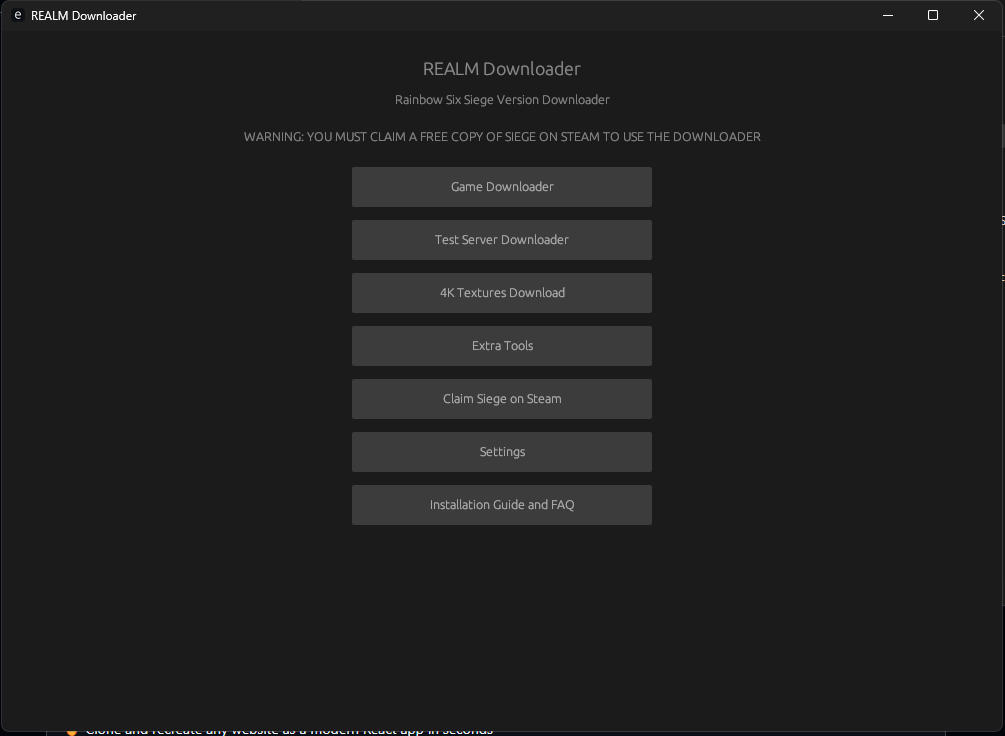 e REALM Downloader
REALM Downloader
Rainbow Six Siege Version Downloader
WARNING: YOU MUST CLAIM A FREE COPY OF SIEGE ON STEAM TO USE THE DOWNLOADER
Game Downloader
Test Server Downloader
4K Textures Download
Extra Tools
Claim Siege on Steam
Settings
Installation Guide and FAQ
Clone and recreate any website as a modern React app in seconds